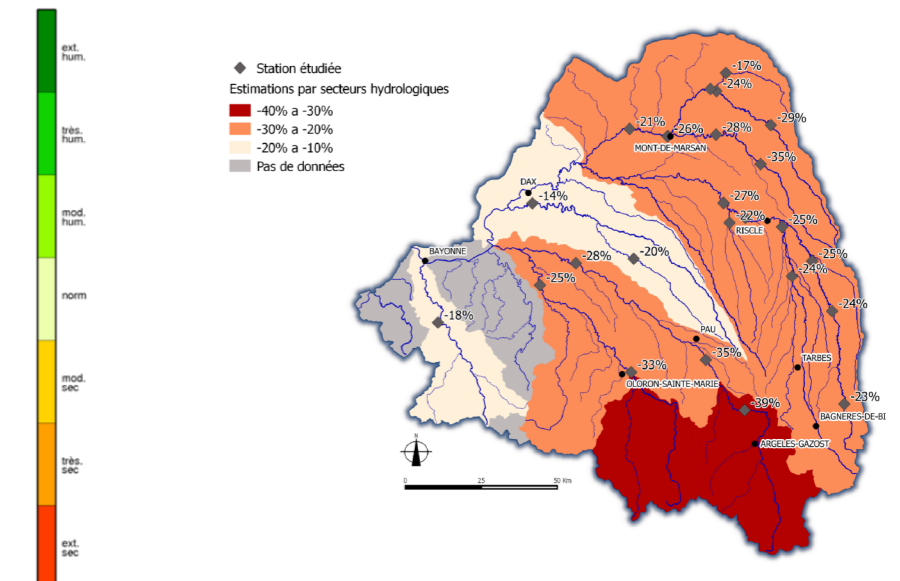 ext.
hum.
très.
hum.
mod.
hum.
norm
mod.
sec
très.
sec
ext.
sec
Station étudiée
Estimations par secteurs hydrologiques
-40% a -30%
-30% a -20%
-20% a -10%
Pas de données
-17%
-24%
-21%
-26%
-28%
-29%
MONT-DE-MARSAN
-35%
DAX
-14%
-27%
-22%
-25%
RISCLE
BAYONNE
-28%
-20%
-25%
-24%
-25%
-24%
-18%
PAU
-35%
TARBES
-33%
OLORON-SAINTE-MARIE
-39%
-23%
BAGNERES-DE-BI
ARGELES-GAZOST
N
0 25 50 Km